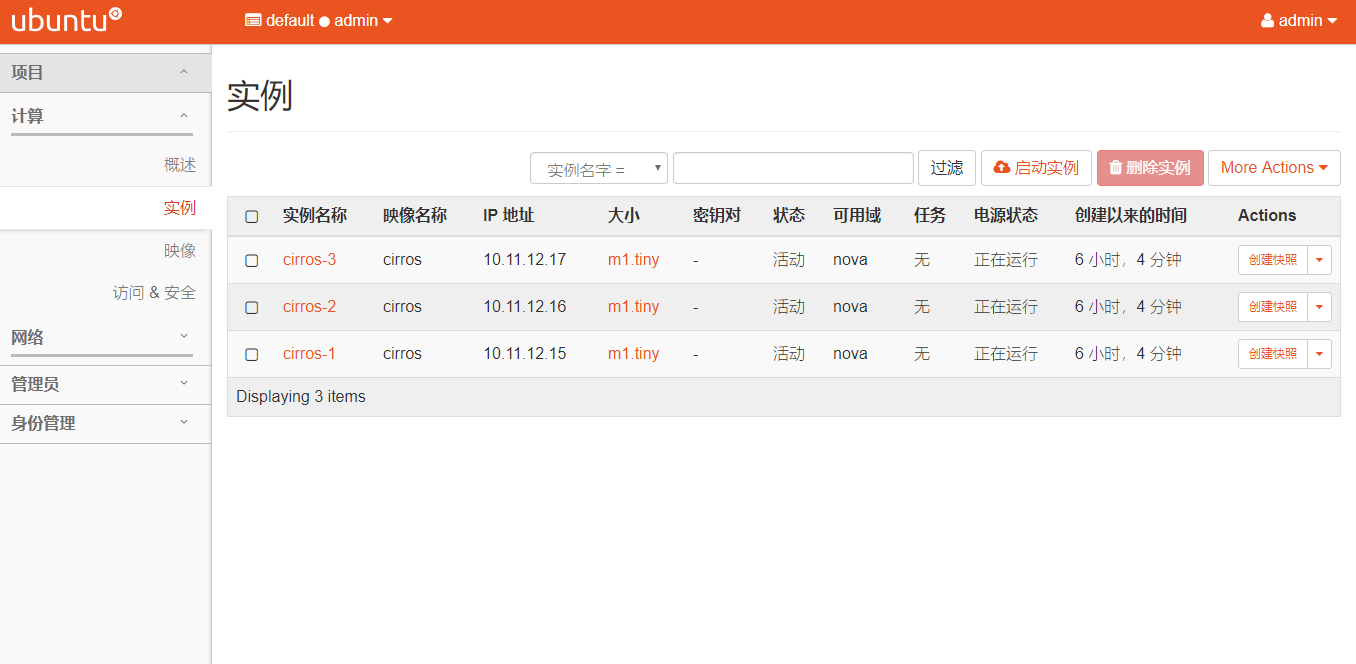 ubuntu
default ● admin
admin
项目
计算
概述
实例
映像
访问 & 安全
网络
管理员
身份管理
实例
实例名字 = 过滤 启动实例 删除实例 More Actions
实例名称 映像名称 IP 地址 大小 密钥对 状态 可用域 任务 电源状态 创建以来的时间 Actions
cirros-3 cirros 10.11.12.17 m1.tiny - 活动 nova 无 正在运行 6 小时，4 分钟 创建快照
cirros-2 cirros 10.11.12.16 m1.tiny - 活动 nova 无 正在运行 6 小时，4 分钟 创建快照
cirros-1 cirros 10.11.12.15 m1.tiny - 活动 nova 无 正在运行 6 小时，4 分钟 创建快照
Displaying 3 items